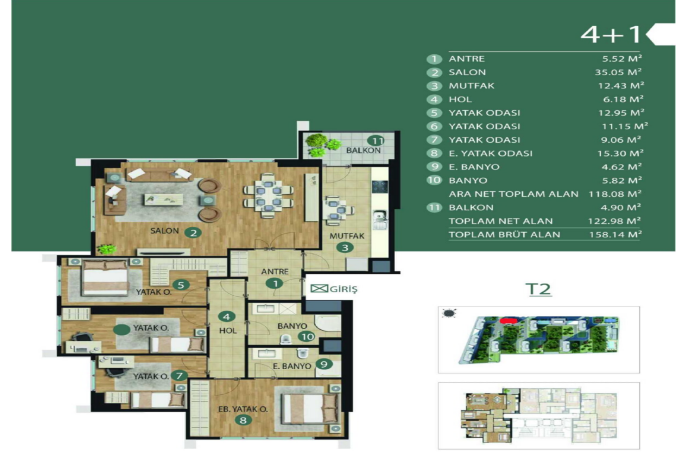 4+1
1 ANTRE 5.52 M²
2 SALON 35.05 M²
3 MUTFAK 12.43 M²
4 HOL 6.18 M²
5 YATAK ODASI 12.95 M²
6 YATAK ODASI 11.15 M²
7 YATAK ODASI 9.06 M²
8 E. YATAK ODASI 15.30 M²
9 E. BANYO 4.62 M²
10 BANYO 5.82 M²
ARA NET TOPLAM ALAN 118.08 M²
11 BALKON 4.90 M²
TOPLAM NET ALAN 122.98 M²
TOPLAM BRÜT ALAN 158.14 M²
11
BALKON
SALON 2
MUTFAK
3
ANTRE
1
GİRİŞ
YATAK O. 5
4
HOL
YATAK O.
BANYO
10
E. BANYO 9
YATAK O. 7
EB. YATAK O.
8
T2